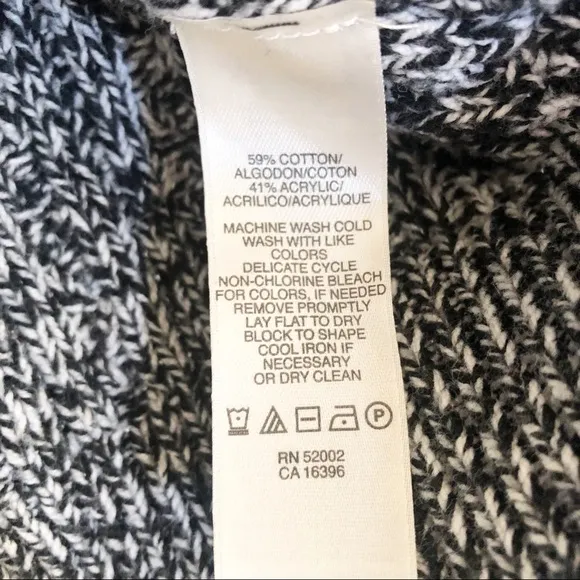 59% COTTON/
ALGODON/COTON
41% ACRYLIC/
ACRILICO/ACRYLIQUE
MACHINE WASH COLD
WASH WITH LIKE
COLORS
DELICATE CYCLE
NON-CHLORINE BLEACH
FOR COLORS, IF NEEDED
REMOVE PROMPTLY
LAY FLAT TO DRY
BLOCK TO SHAPE
COOL IRON IF
NECESSARY
OR DRY CLEAN
P
RN 52002
CA 16396